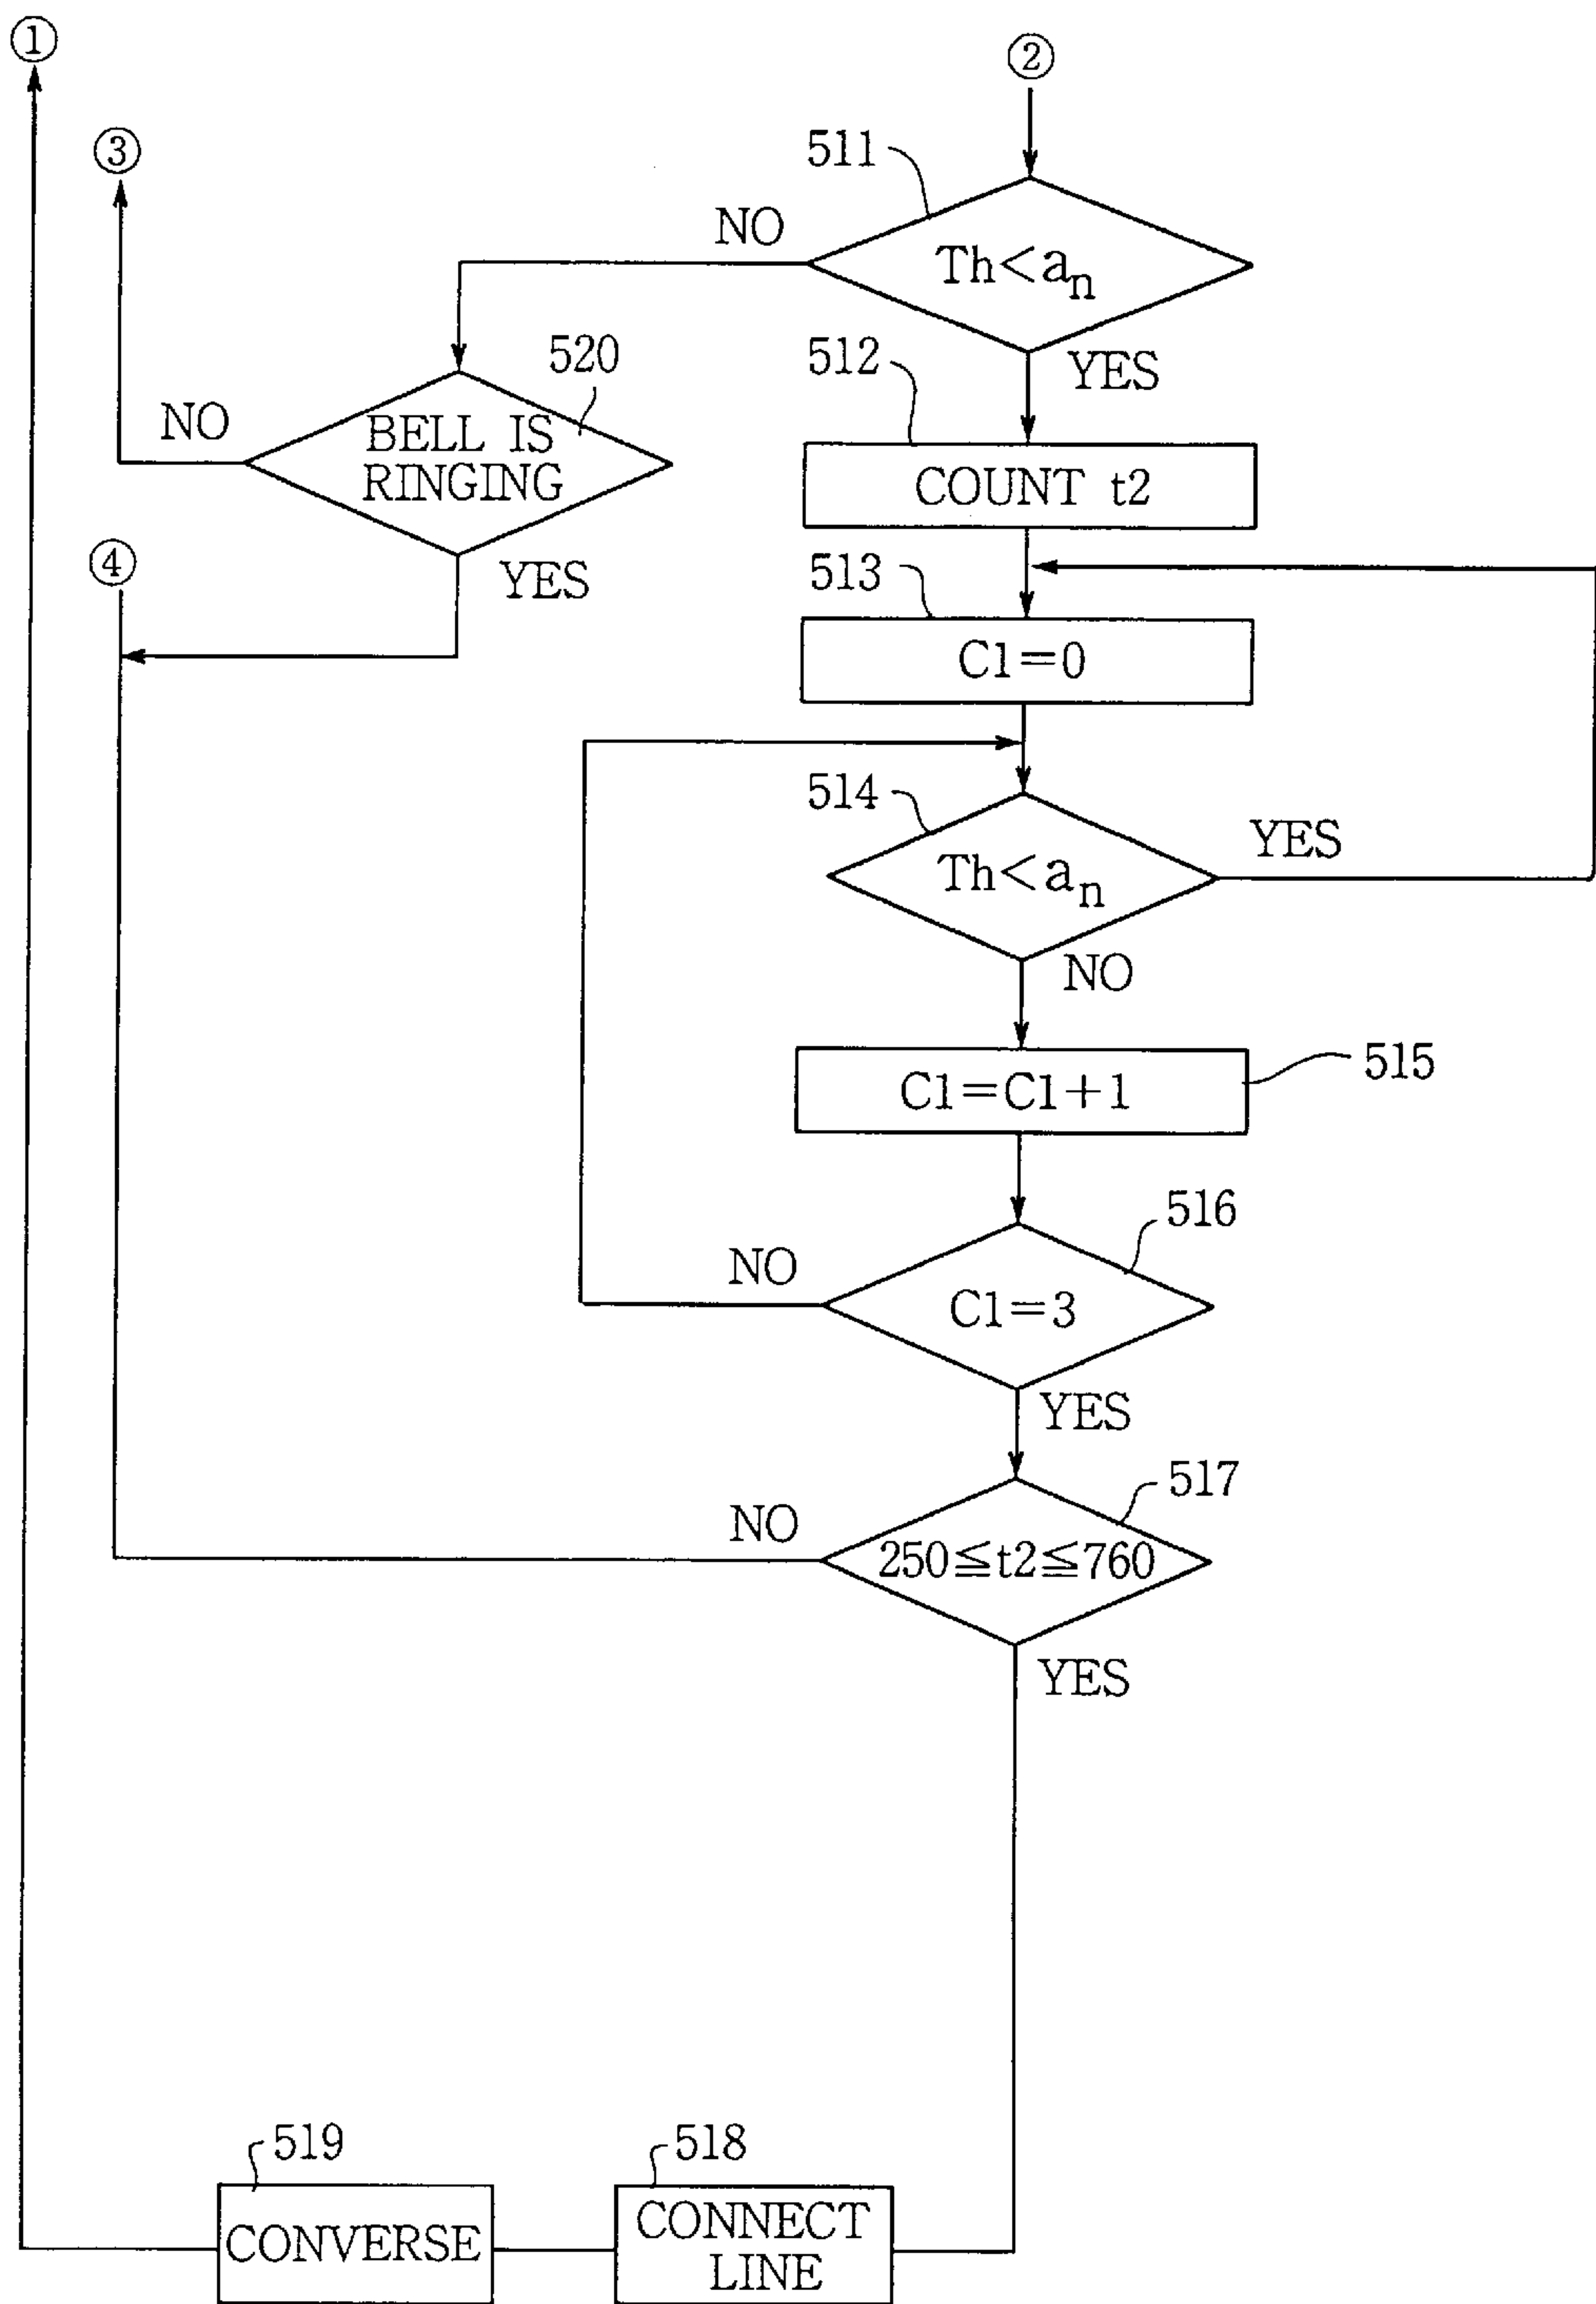 ①
②
③
511
NO
Th<aₙ
YES
520
512
NO
BELL IS
RINGING
COUNT t2
④
YES
513
C1=0
514
YES
Th<aₙ
NO
515
C1=C1+1
516
NO
C1=3
YES
517
NO
250≦t2≦760
YES
519
518
CONVERSE
CONNECT
LINE